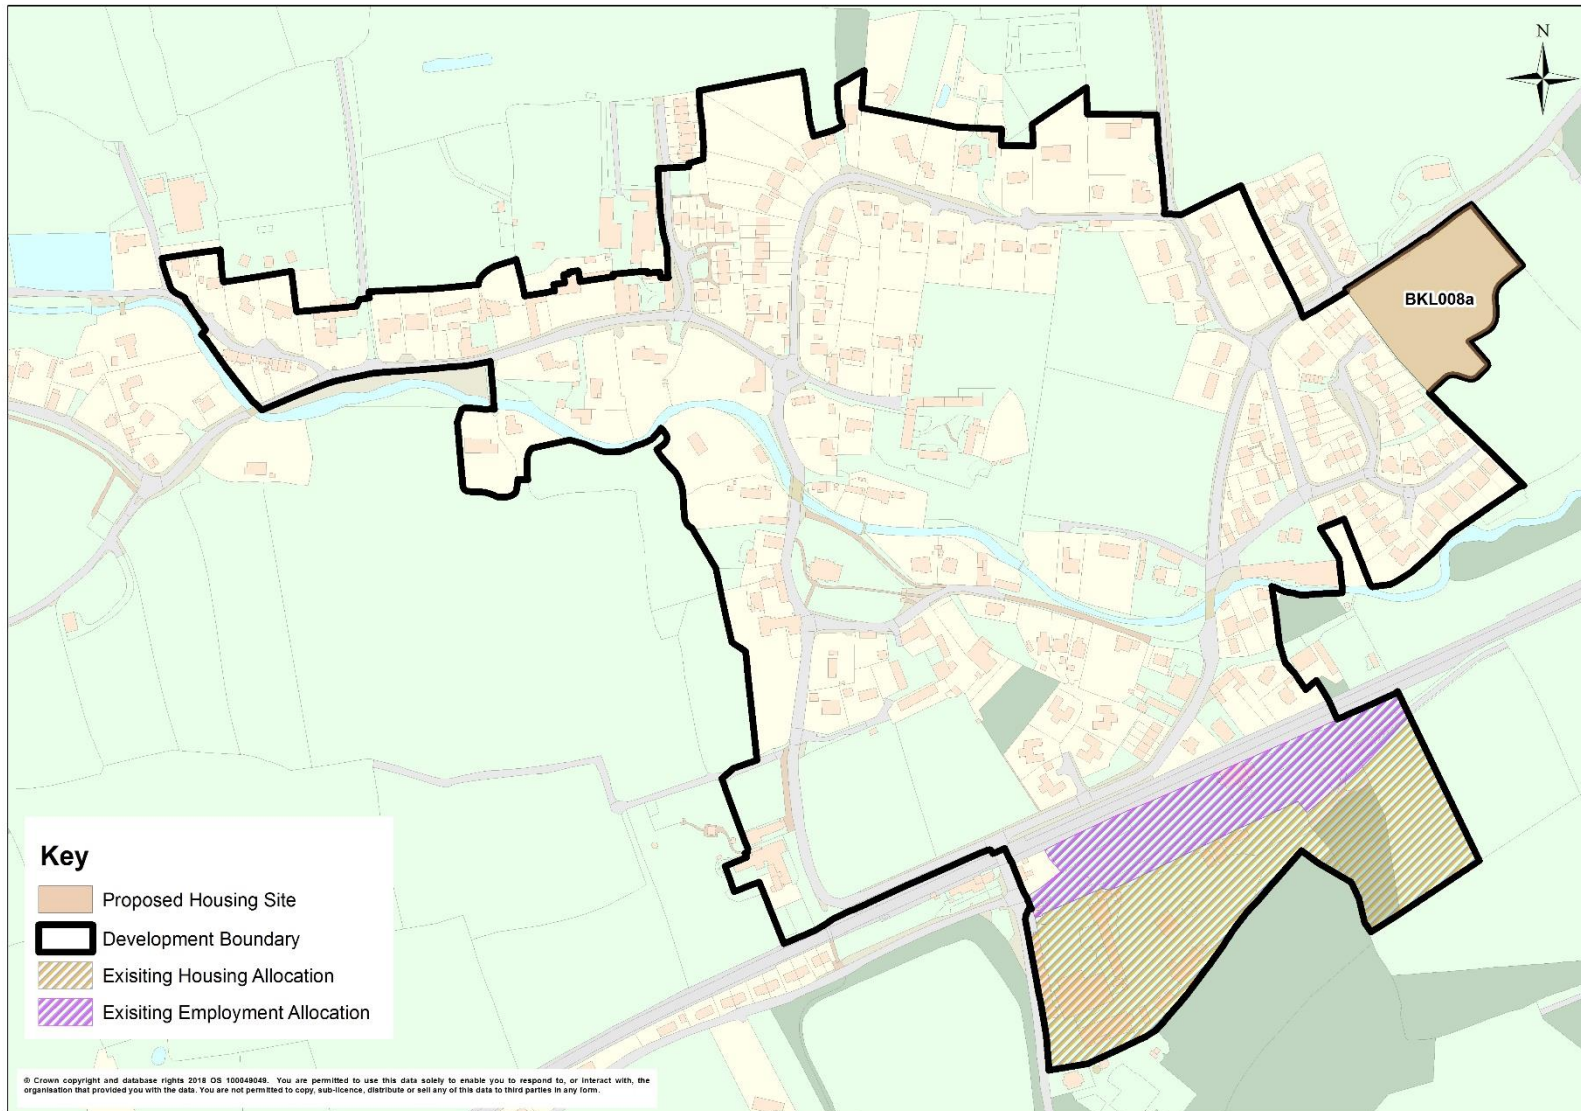 N
BKL008a
Key
Proposed Housing Site
Development Boundary
Exisiting Housing Allocation
Exisiting Employment Allocation
© Crown copyright and database rights 2018 OS 100049049. You are permitted to use this data solely to enable you to respond to, or interact with, the
organisation that provided you with the data. You are not permitted to copy, sub-licence, distribute or sell any of this data to third parties in any form.